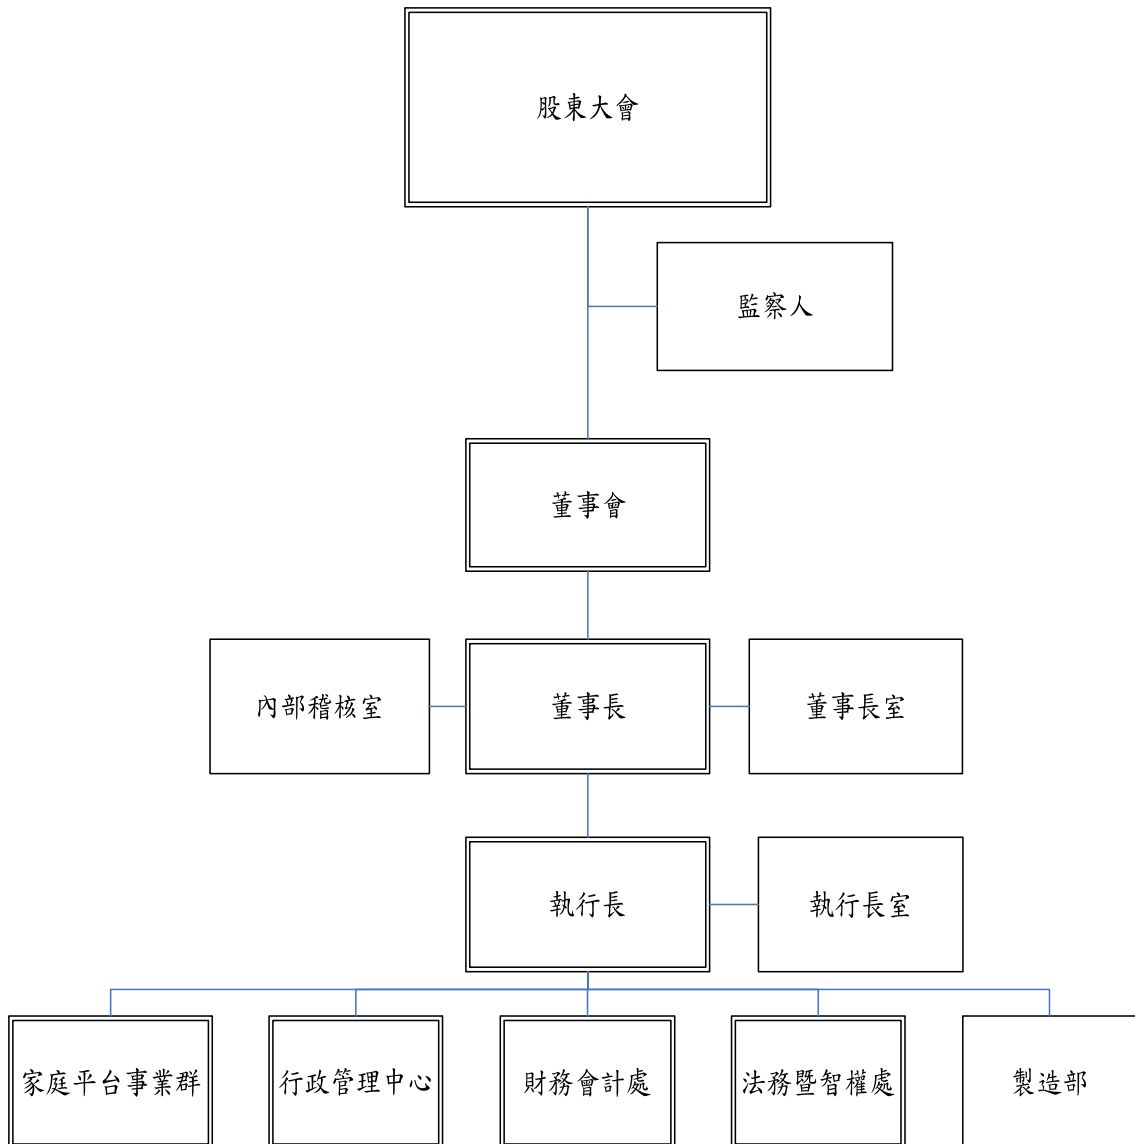 股東大會
監察人
董事會
內部稽核室
董事長
董事長室
執行長
執行長室
家庭平台事業群
行政管理中心
財務會計處
法務暨智權處
製造部